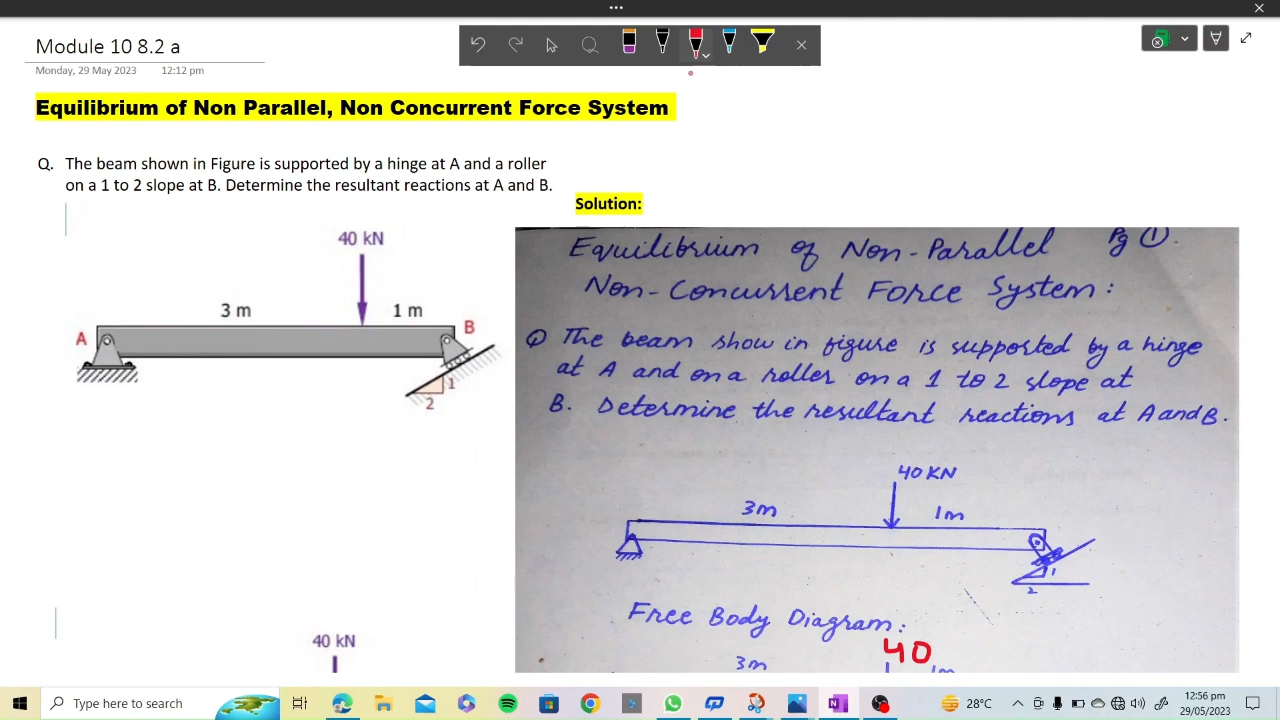 Module 10 8.2 a
Monday, 29 May 2023 12:12 pm
Equilibrium of Non Parallel, Non Concurrent Force System
Q. The beam shown in Figure is supported by a hinge at A and a roller
on a 1 to 2 slope at B. Determine the resultant reactions at A and B.
40 kN
3 m
1 m
A
B
1
2
40 kN
Solution:
Equilibrium of Non-Parallel Pg 1
Non-Concurrent Force System:
Q The beam show in figure is supported by a hinge
at A and on a roller on a 1 to 2 slope at
B. Determine the resultant reactions at A and B.
40 KN
3m
1m
1
2
Free Body Diagram:
40
3m
1m
Type here to search
28°C
12:56 pm
29/05/2023